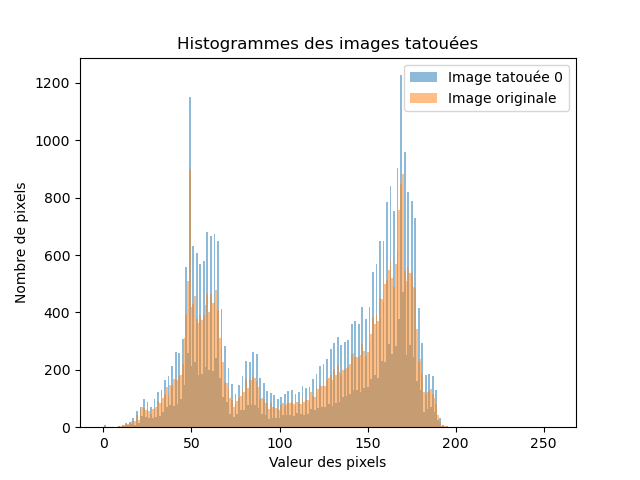 Histogrammes des images tatouées
Image tatouée 0
Image originale
1200
1000
800
600
400
200
0
Nombre de pixels
0 50 100 150 200 250
Valeur des pixels